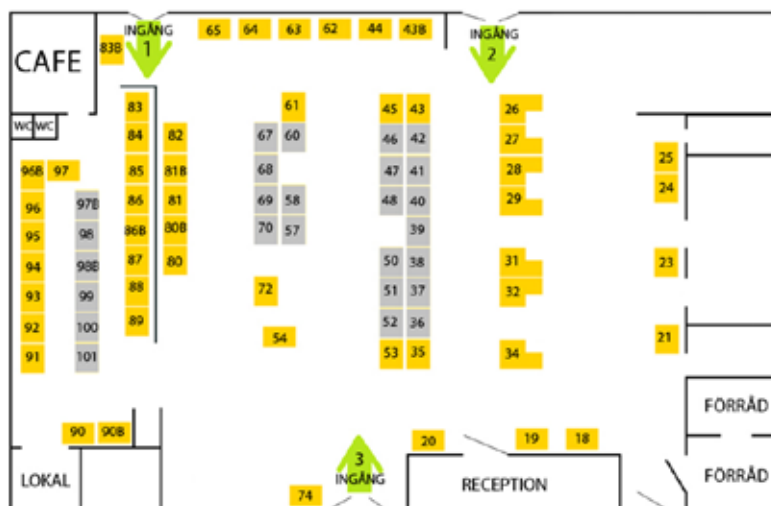 INGÅNG
1
65 64 63 62 44 43B
INGÅNG
2
83B
CAFE
WC WC
83
61
45 43
26
84 82
67 60
46 42
27
96B 97
85 81B
68
47 41
28
25
96
97B
86 81
69 58
48 40
29
24
95
98
86B 80B
70 57
39
94
98B
87 80
50 38
31
23
93
99
88
72
51 37
32
92
100
89
54
52 36
21
91
101
53 35
34
90 90B
20
19 18
FÖRRÅD
LOKAL
3
INGÅNG
74
RECEPTION
FÖRRÅD